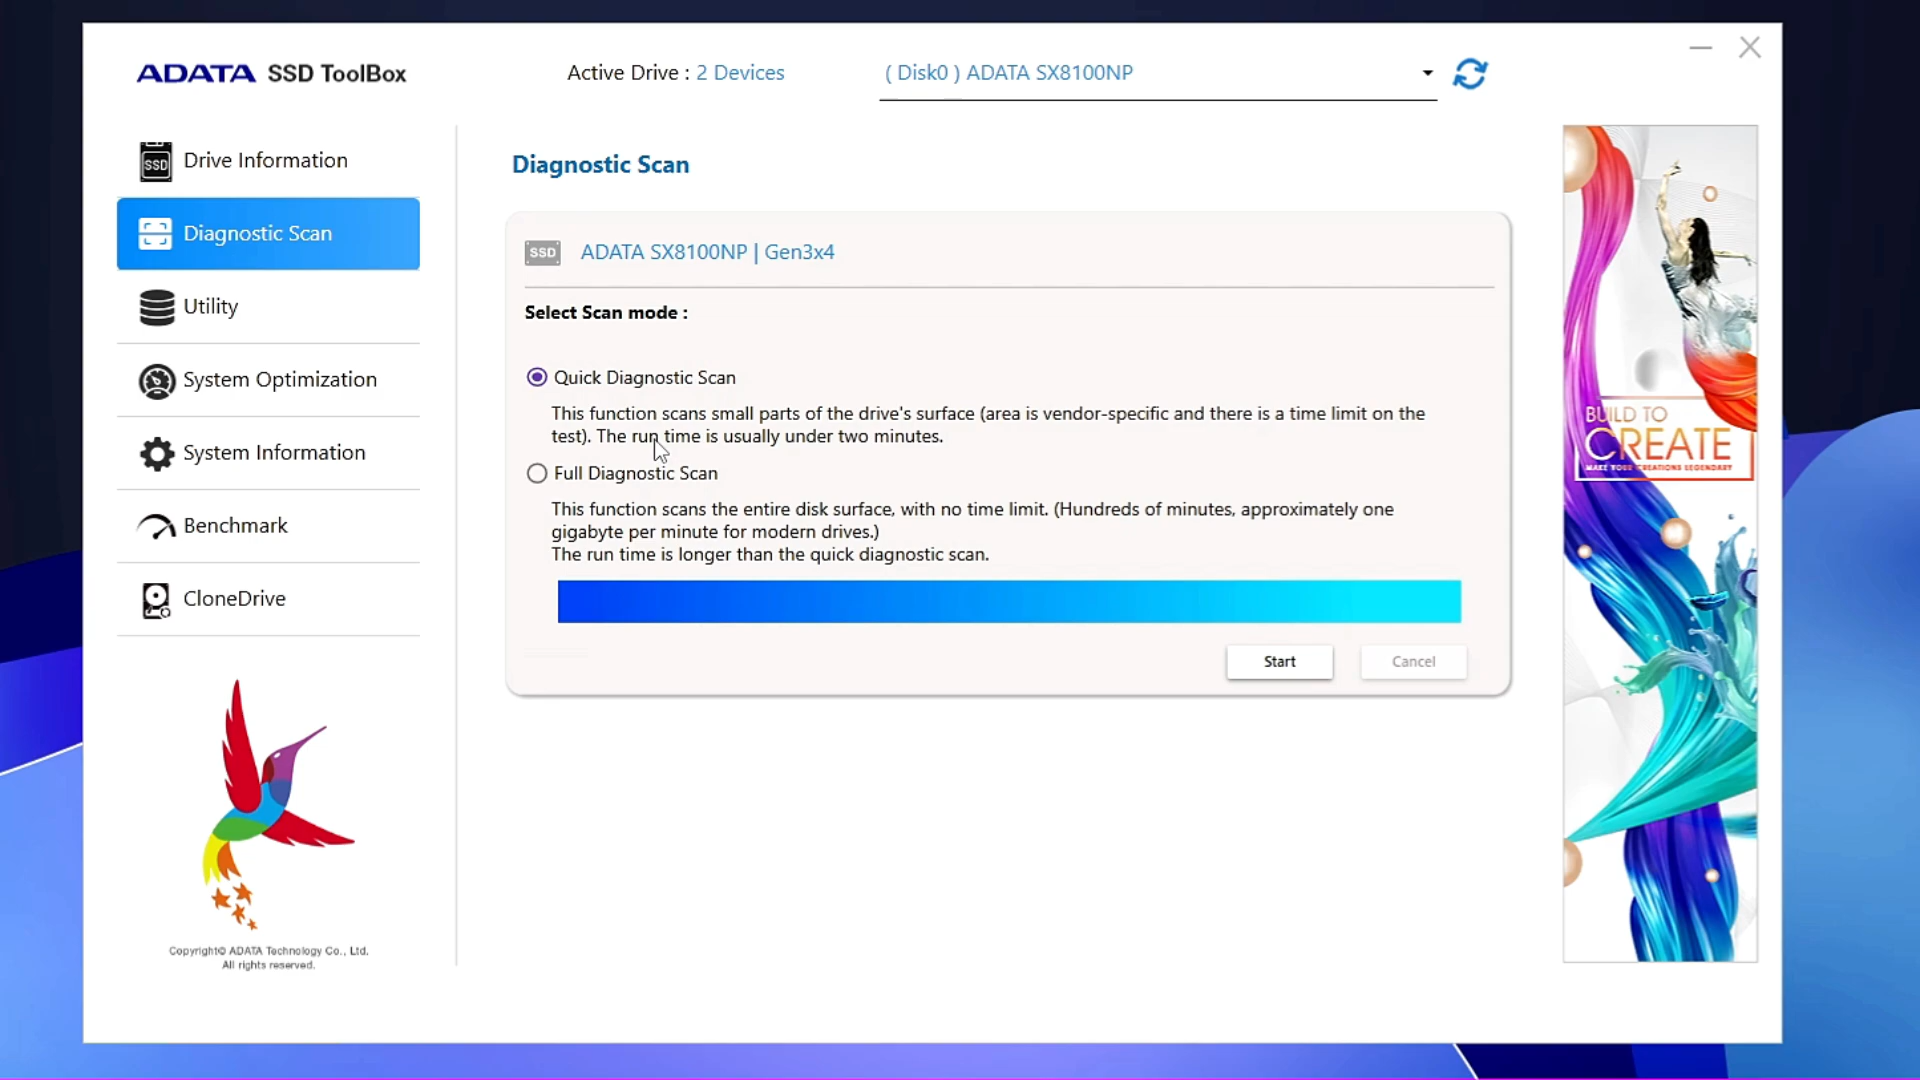 ADATA SSD ToolBox
Active Drive : 2 Devices
( Disk0 ) ADATA SX8100NP
SSD Drive Information
Diagnostic Scan
Utility
System Optimization
System Information
Benchmark
CloneDrive
Copyright© ADATA Technology Co., Ltd.
All rights reserved.
Diagnostic Scan
SSD ADATA SX8100NP | Gen3x4
Select Scan mode :
Quick Diagnostic Scan
This function scans small parts of the drive's surface (area is vendor-specific and there is a time limit on the
test). The run time is usually under two minutes.
Full Diagnostic Scan
This function scans the entire disk surface, with no time limit. (Hundreds of minutes, approximately one
gigabyte per minute for modern drives.)
The run time is longer than the quick diagnostic scan.
Start
Cancel
BUILD TO
CREATE
MAKE YOUR CREATIONS LEGENDARY